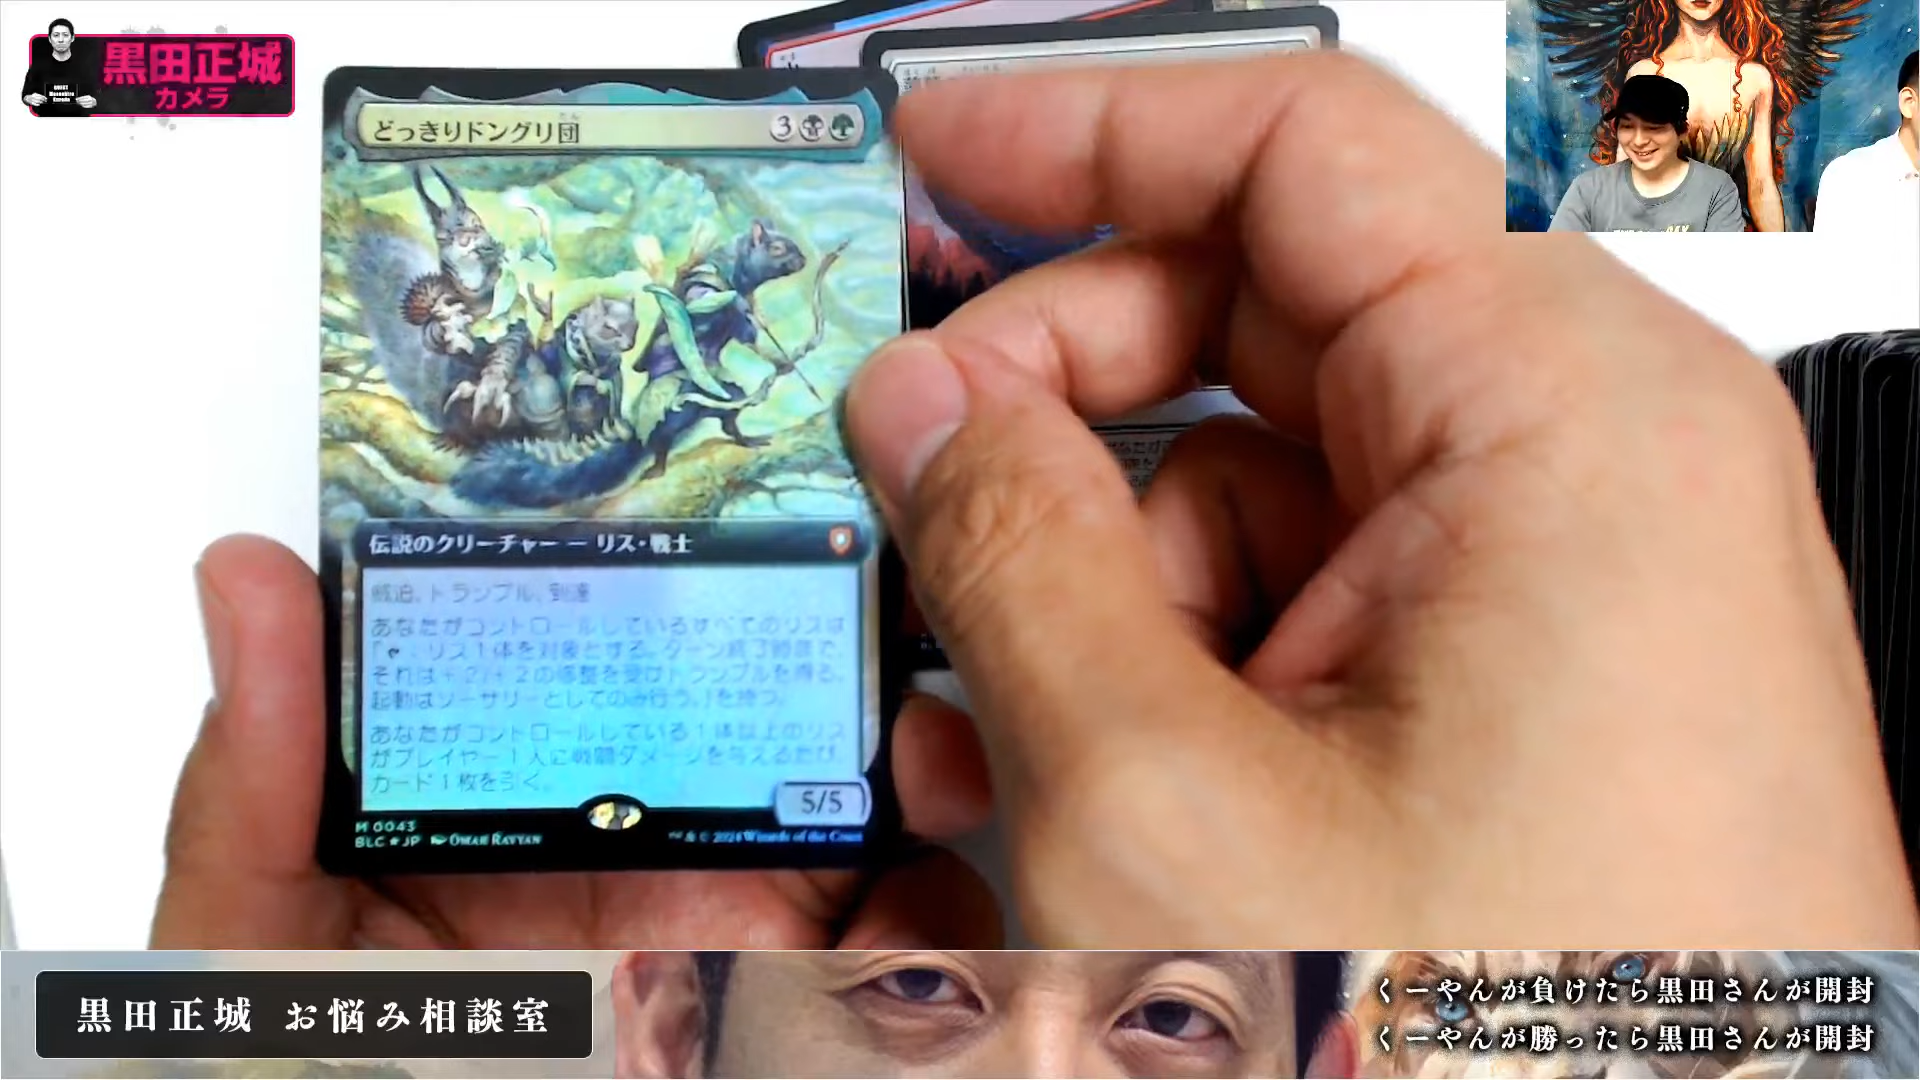 黒田正城
カメラ
どっきりドングリ団
だん
3
伝説のクリーチャー ― リス・戦士
威迫、トランプル、到達
あなたがコントロールしているすべてのリスは
「 : リス1体を対象とする。ターン終了時まで、
それは+2/+2の修整を受けトランプルを得る。
起動はソーサリーとしてのみ行う。」を持つ。
あなたがコントロールしている1体以上のリス
がプレイヤー1人に戦闘ダメージを与えるたび、
カード1枚を引く。
5/5
M 0043
BLC ★ JP Omar Rayyan
™ & © 2024 Wizards of the Coast
黒田正城 お悩み相談室
くーやんが負けたら黒田さんが開封
くーやんが勝ったら黒田さんが開封